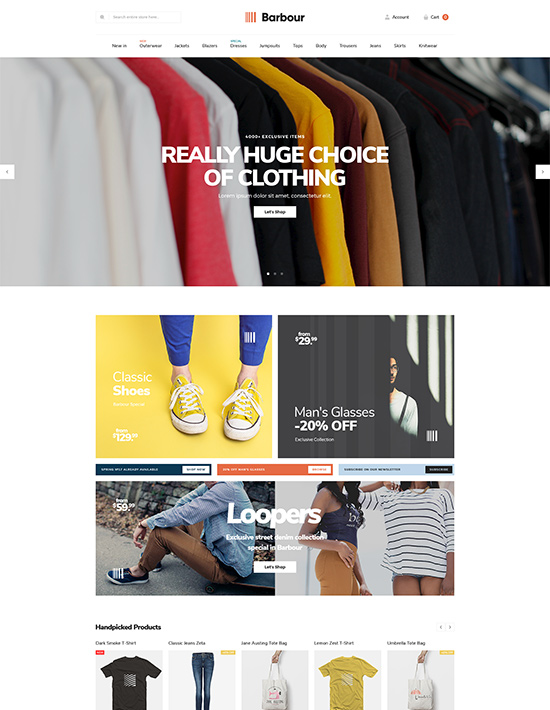 Search entire store here.
Barbour
Account
Cart 0
NEW
SPECIAL
New in Outerwear Jackets Blazers Dresses Jumpsuits Tops Body Trousers Jeans Skirts Knitwear
4000+ EXCLUSIVE ITEMS
REALLY HUGE CHOICE
OF CLOTHING
Lorem ipsum dolor sit amet, consectetur elit.
Let's Shop
Classic
Shoes
Barbour Special
from
$129.99
from
$29.99
Man's Glasses
-20% OFF
Exclusive Collection
SPRING #FLT ALREADY AVAILABLE
SHOP NOW
20% OFF MAN'S GLASSES
BROWSE
SUBSCRIBE ON OUR NEWSLETTER
SUBSCRIBE
from
$59.99
Loopers
Exclusive street denim collection
special in Barbour
Let's Shop
Handpicked Products
Dark Smoke T-Shirt
Classic Jeans Zeta
Jane Austing Tote Bag
Lemon Zest T-Shirt
Umbrella Tote Bag